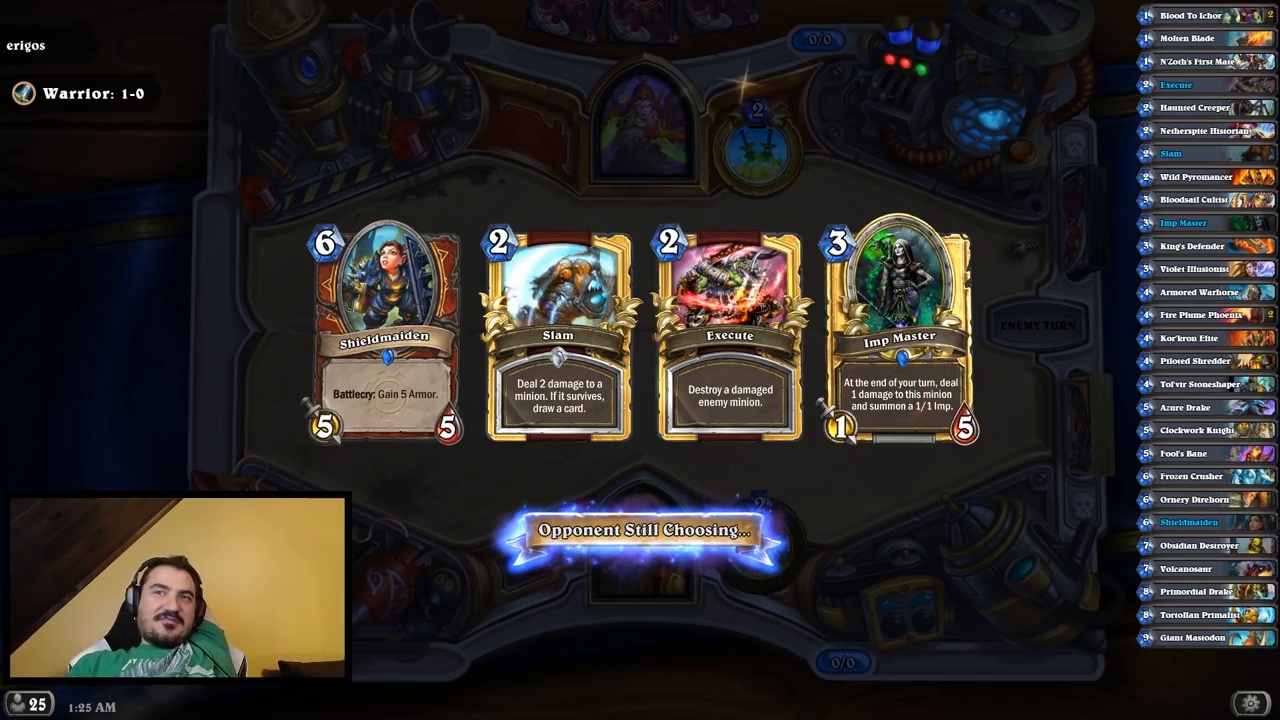 erigos
Warrior: 1-0
0/0
2
6
Shieldmaiden
Battlecry: Gain 5 Armor.
5
5
2
Slam
Deal 2 damage to a
minion. If it survives,
draw a card.
2
Execute
Destroy a damaged
enemy minion.
3
Imp Master
At the end of your turn, deal
1 damage to this minion
and summon a 1/1 Imp.
1
5
ENEMY TURN
Opponent Still Choosing...
2
0/0
25
1:25 AM
1 Blood To Ichor 2
1 Molten Blade
1 N'Zoth's First Mate
2 Execute
2 Haunted Creeper
2 Netherspite Historian
2 Slam
2 Wild Pyromancer
3 Bloodsail Cultist
3 Imp Master
3 King's Defender
3 Violet Illusionist
4 Armored Warhorse
4 Fire Plume Phoenix 2
4 Kor'kron Elite
4 Piloted Shredder
4 Tol'vir Stoneshaper
5 Azure Drake
5 Clockwork Knight
5 Fool's Bane
6 Frozen Crusher
6 Ornery Direhorn
6 Shieldmaiden
7 Obsidian Destroyer
7 Volcanosaur
8 Primordial Drake
8 Tortollan Primalist
9 Giant Mastodon